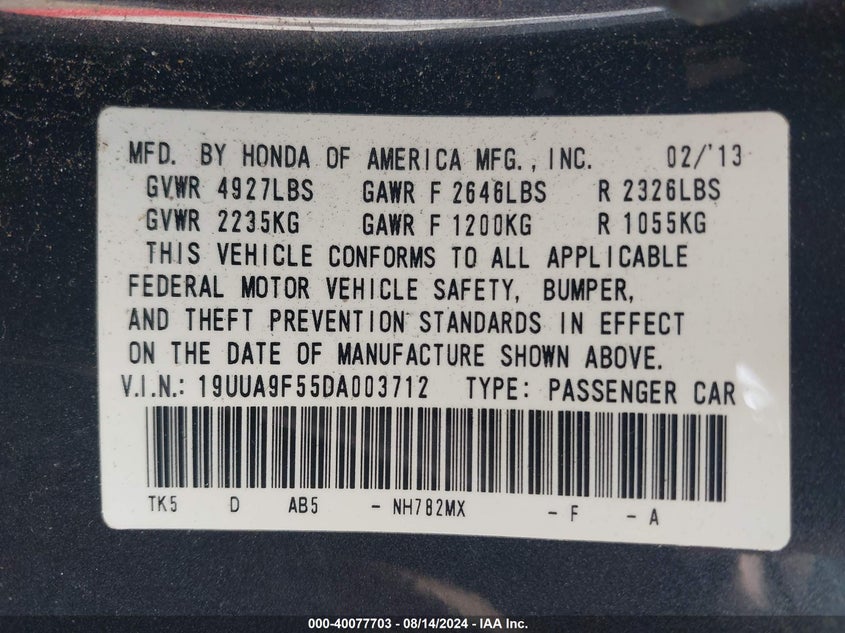 MFD. BY HONDA OF AMERICA MFG., INC. 02/'13
GVWR 4927LBS GAWR F 2646LBS R 2326LBS
GVWR 2235KG GAWR F 1200KG R 1055KG
THIS VEHICLE CONFORMS TO ALL APPLICABLE
FEDERAL MOTOR VEHICLE SAFETY, BUMPER,
AND THEFT PREVENTION STANDARDS IN EFFECT
ON THE DATE OF MANUFACTURE SHOWN ABOVE.
V.I.N.: 19UUA9F55DA003712 TYPE: PASSENGER CAR
TK5 D AB5 - NH782MX - F - A
000-40077703 - 08/14/2024 - IAA Inc.